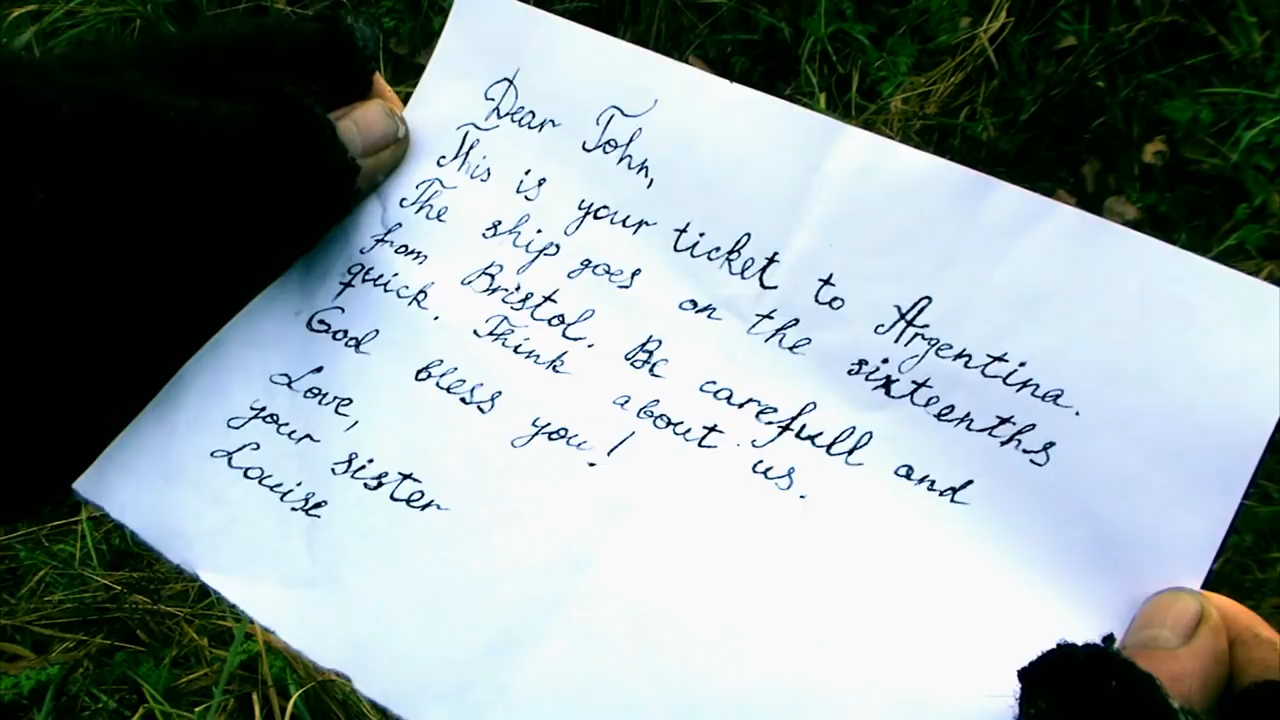 Dear John,
This is your ticket to Argentina.
The ship goes on the sixteenths
from Bristol. Be carefull and
quick. Think about us.
God bless you!
Love,
your sister
Louise